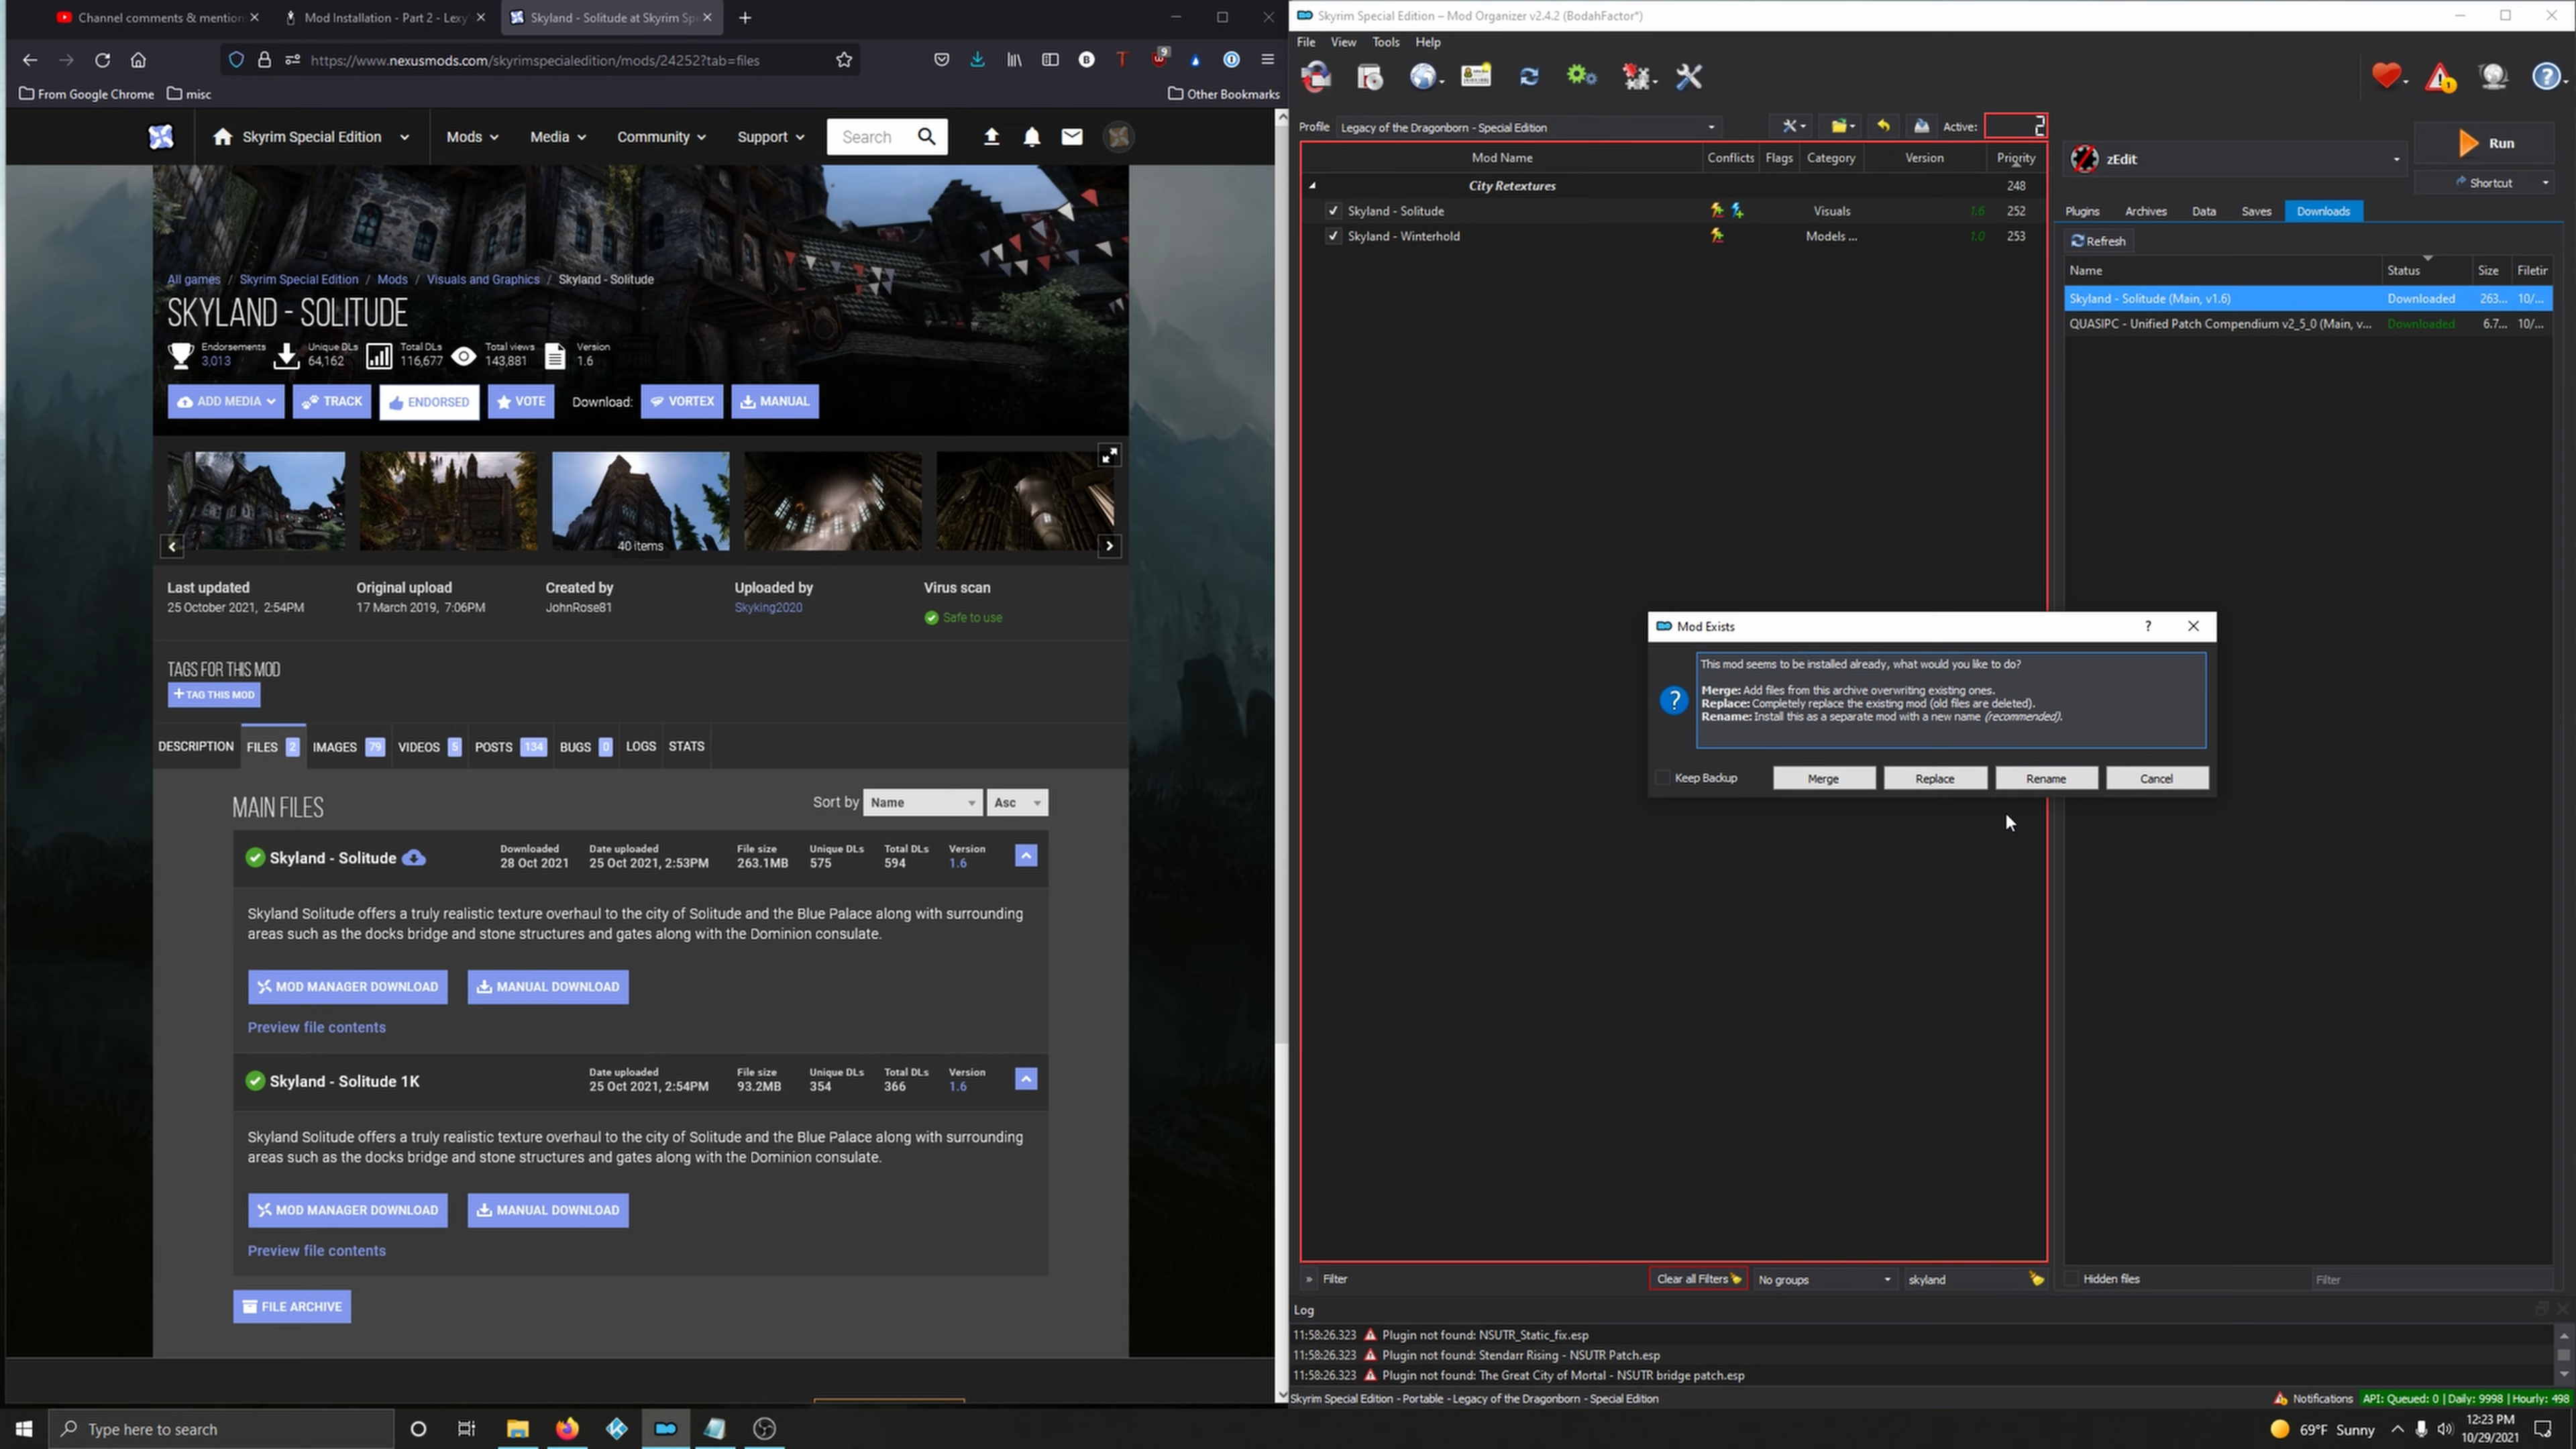 Channel comments & mention
Mod Installation - Part 2 - Lexy'
Skyland - Solitude at Skyrim Spe
https://www.nexusmods.com/skyrimspecialedition/mods/24252?tab=files
B
T
9
From Google Chrome
misc
Other Bookmarks
Skyrim Special Edition
Mods
Media
Community
Support
Search
All games / Skyrim Special Edition / Mods / Visuals and Graphics / Skyland - Solitude
SKYLAND - SOLITUDE
Endorsements
3,013
Unique DLs
64,162
Total DLs
116,677
Total views
143,881
Version
1.6
ADD MEDIA
TRACK
ENDORSED
VOTE
Download:
VORTEX
MANUAL
40 items
Last updated
25 October 2021, 2:54PM
Original upload
17 March 2019, 7:06PM
Created by
JohnRose81
Uploaded by
Skyking2020
Virus scan
Safe to use
TAGS FOR THIS MOD
+ TAG THIS MOD
DESCRIPTION
FILES 2
IMAGES 79
VIDEOS 5
POSTS 134
BUGS 0
LOGS
STATS
MAIN FILES
Sort by
Name
Asc
Skyland - Solitude
Downloaded
28 Oct 2021
Date uploaded
25 Oct 2021, 2:53PM
File size
263.1MB
Unique DLs
575
Total DLs
594
Version
1.6
Skyland Solitude offers a truly realistic texture overhaul to the city of Solitude and the Blue Palace along with surrounding
areas such as the docks bridge and stone structures and gates along with the Dominion consulate.
MOD MANAGER DOWNLOAD
MANUAL DOWNLOAD
Preview file contents
Skyland - Solitude 1K
Date uploaded
25 Oct 2021, 2:54PM
File size
93.2MB
Unique DLs
354
Total DLs
366
Version
1.6
Skyland Solitude offers a truly realistic texture overhaul to the city of Solitude and the Blue Palace along with surrounding
areas such as the docks bridge and stone structures and gates along with the Dominion consulate.
MOD MANAGER DOWNLOAD
MANUAL DOWNLOAD
Preview file contents
FILE ARCHIVE
Skyrim Special Edition – Mod Organizer v2.4.2 (BodahFactor*)
File
View
Tools
Help
1
Profile
Legacy of the Dragonborn - Special Edition
Active:
2
Mod Name
Conflicts
Flags
Category
Version
Priority
City Retextures 248
Skyland - Solitude Visuals 1.6 252
Skyland - Winterhold Models ... 1.0 253
zEdit
Run
Shortcut
Plugins
Archives
Data
Saves
Downloads
Refresh
Name
Status
Size
Filetir
Skyland - Solitude (Main, v1.6) Downloaded 263... 10/...
QUASIPC - Unified Patch Compendium v2_5_0 (Main, v... Downloaded 6.7... 10/...
Mod Exists
?
This mod seems to be installed already, what would you like to do?
Merge: Add files from this archive overwriting existing ones.
Replace: Completely replace the existing mod (old files are deleted).
Rename: Install this as a separate mod with a new name (recommended).
Keep Backup
Merge
Replace
Rename
Cancel
» Filter
Clear all Filters
No groups
skyland
Hidden files
Filter
Log
11:58:26.323 Plugin not found: NSUTR_Static_fix.esp
11:58:26.323 Plugin not found: Stendarr Rising - NSUTR Patch.esp
11:58:26.323 Plugin not found: The Great City of Mortal - NSUTR bridge patch.esp
Skyrim Special Edition - Portable - Legacy of the Dragonborn - Special Edition
Notifications
API: Queued: 0 | Daily: 9998 | Hourly: 498
Type here to search
69°F Sunny
12:23 PM
10/29/2021